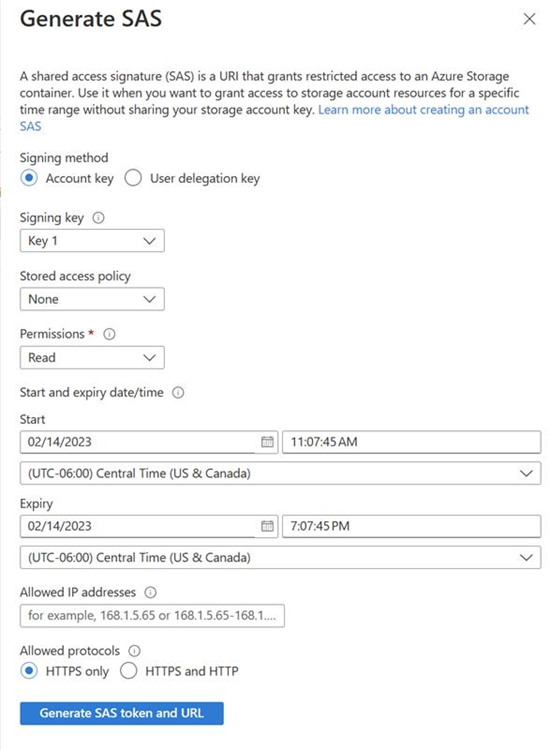 Generate SAS
A shared access signature (SAS) is a URI that grants restricted access to an Azure Storage
container. Use it when you want to grant access to storage account resources for a specific
time range without sharing your storage account key. Learn more about creating an account
SAS
Signing method
Account key User delegation key
Signing key
Key 1
Stored access policy
None
Permissions *
Read
Start and expiry date/time
Start
02/14/2023 11:07:45 AM
(UTC-06:00) Central Time (US & Canada)
Expiry
02/14/2023 7:07:45 PM
(UTC-06:00) Central Time (US & Canada)
Allowed IP addresses
for example, 168.1.5.65 or 168.1.5.65-168.1....
Allowed protocols
HTTPS only HTTPS and HTTP
Generate SAS token and URL